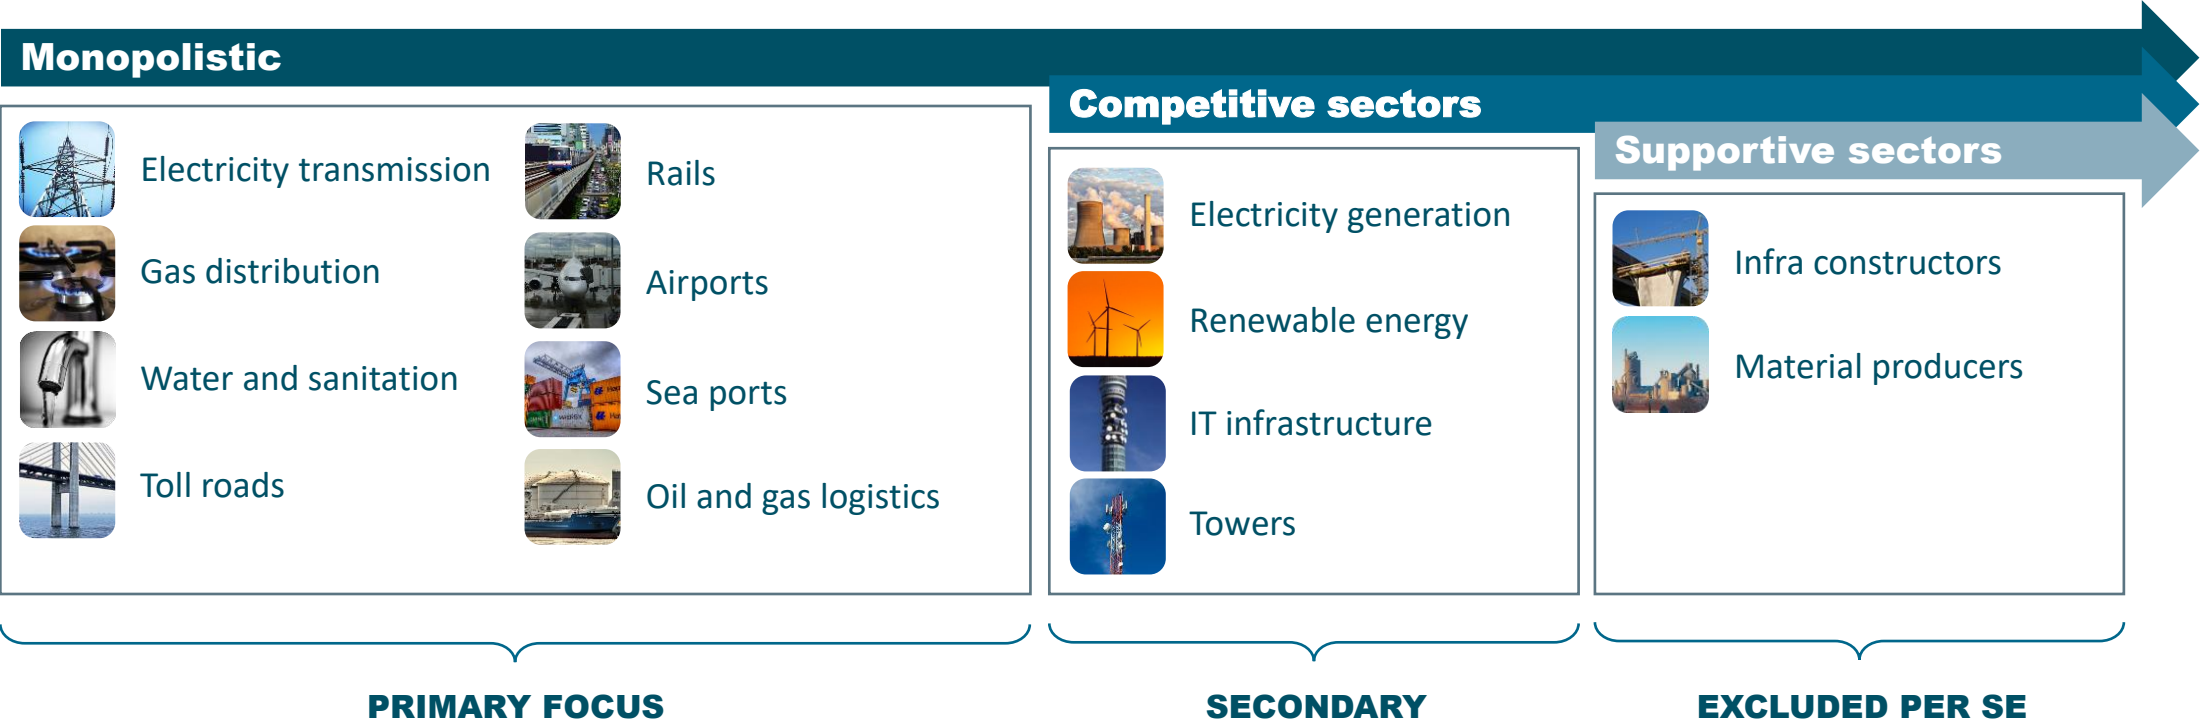 Monopolistic
Competitive sectors
Supportive sectors
Electricity transmission
Gas distribution
Water and sanitation
Toll roads
Rails
Airports
Sea ports
Oil and gas logistics
Electricity generation
Renewable energy
IT infrastructure
Towers
Infra constructors
Material producers
PRIMARY FOCUS
SECONDARY
EXCLUDED PER SE